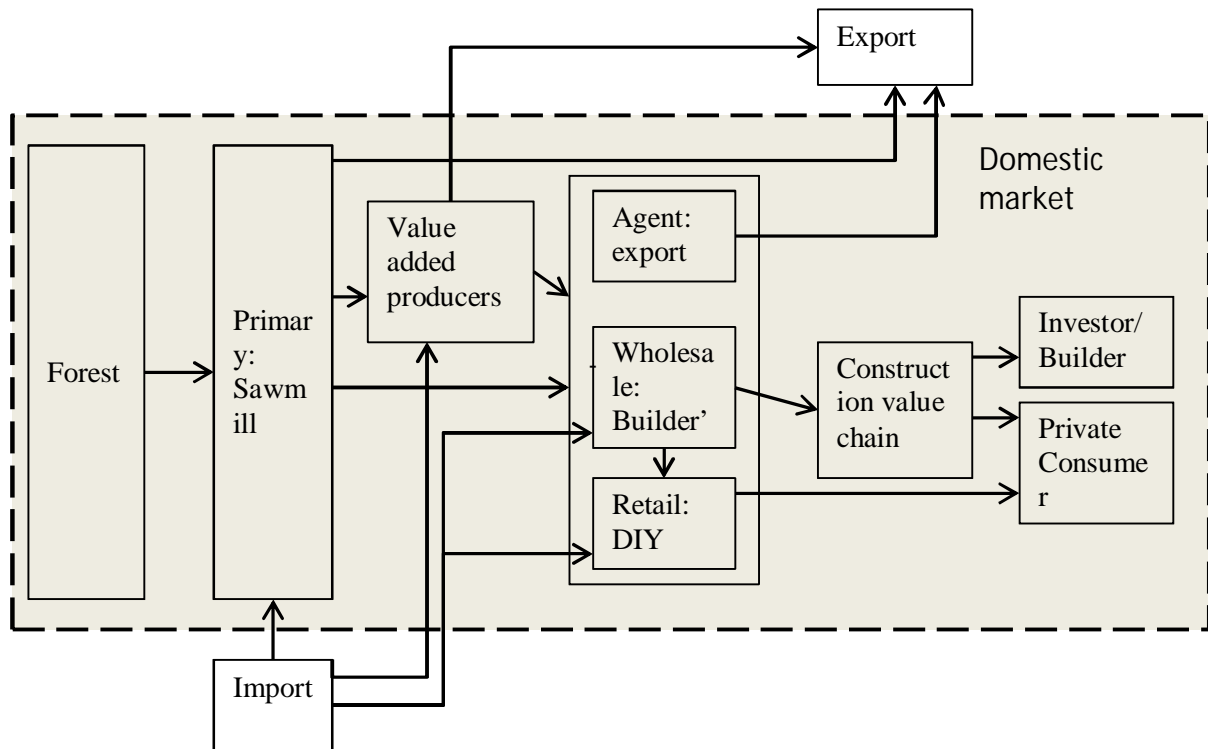 Export
Domestic
market
Forest
Primar
y:
Sawm
ill
Value
added
producers
Agent:
export
Wholesa
le:
Builder’
Retail:
DIY
Construct
ion value
chain
Investor/
Builder
Private
Consume
r
Import